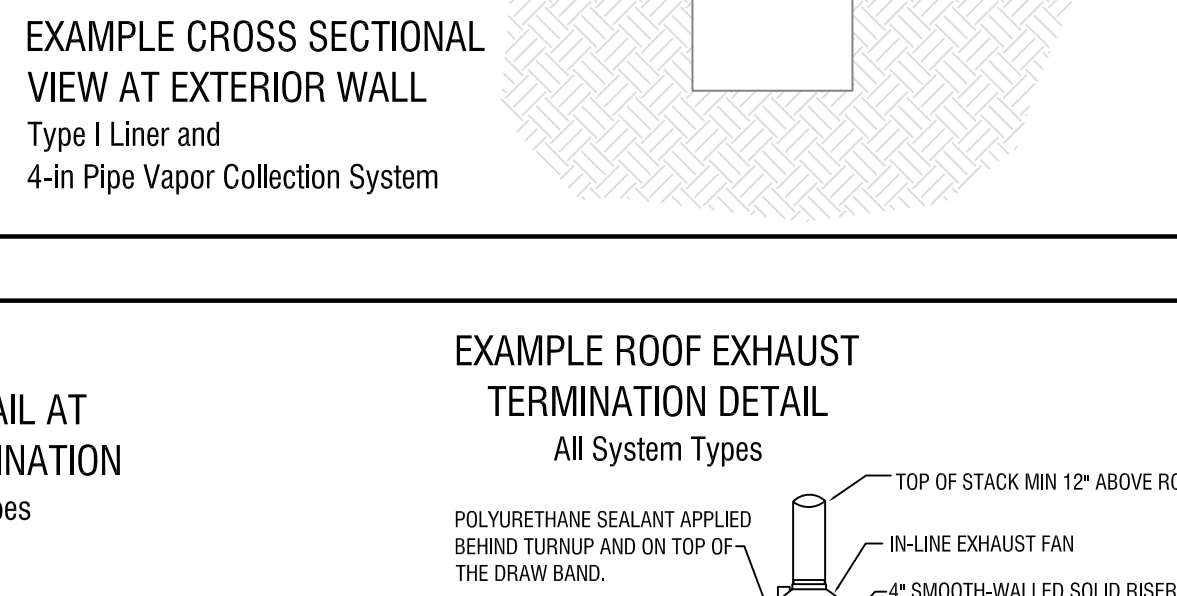 EXAMPLE CROSS SECTIONAL
VIEW AT EXTERIOR WALL
Type I Liner and
4-in Pipe Vapor Collection System
AT
EXAMPLE ROOF EXHAUST
TERMINATION DETAIL
All System Types
TOP OF STACK MIN 12" ABOVE
POLYURETHANE SEALANT APPLIED
BEHIND TURNUP AND ON TOP OF
THE DRAW BAND.
IN-LINE EXHAUST FAN
4" SMOOTH-WALLED SOLID RISER